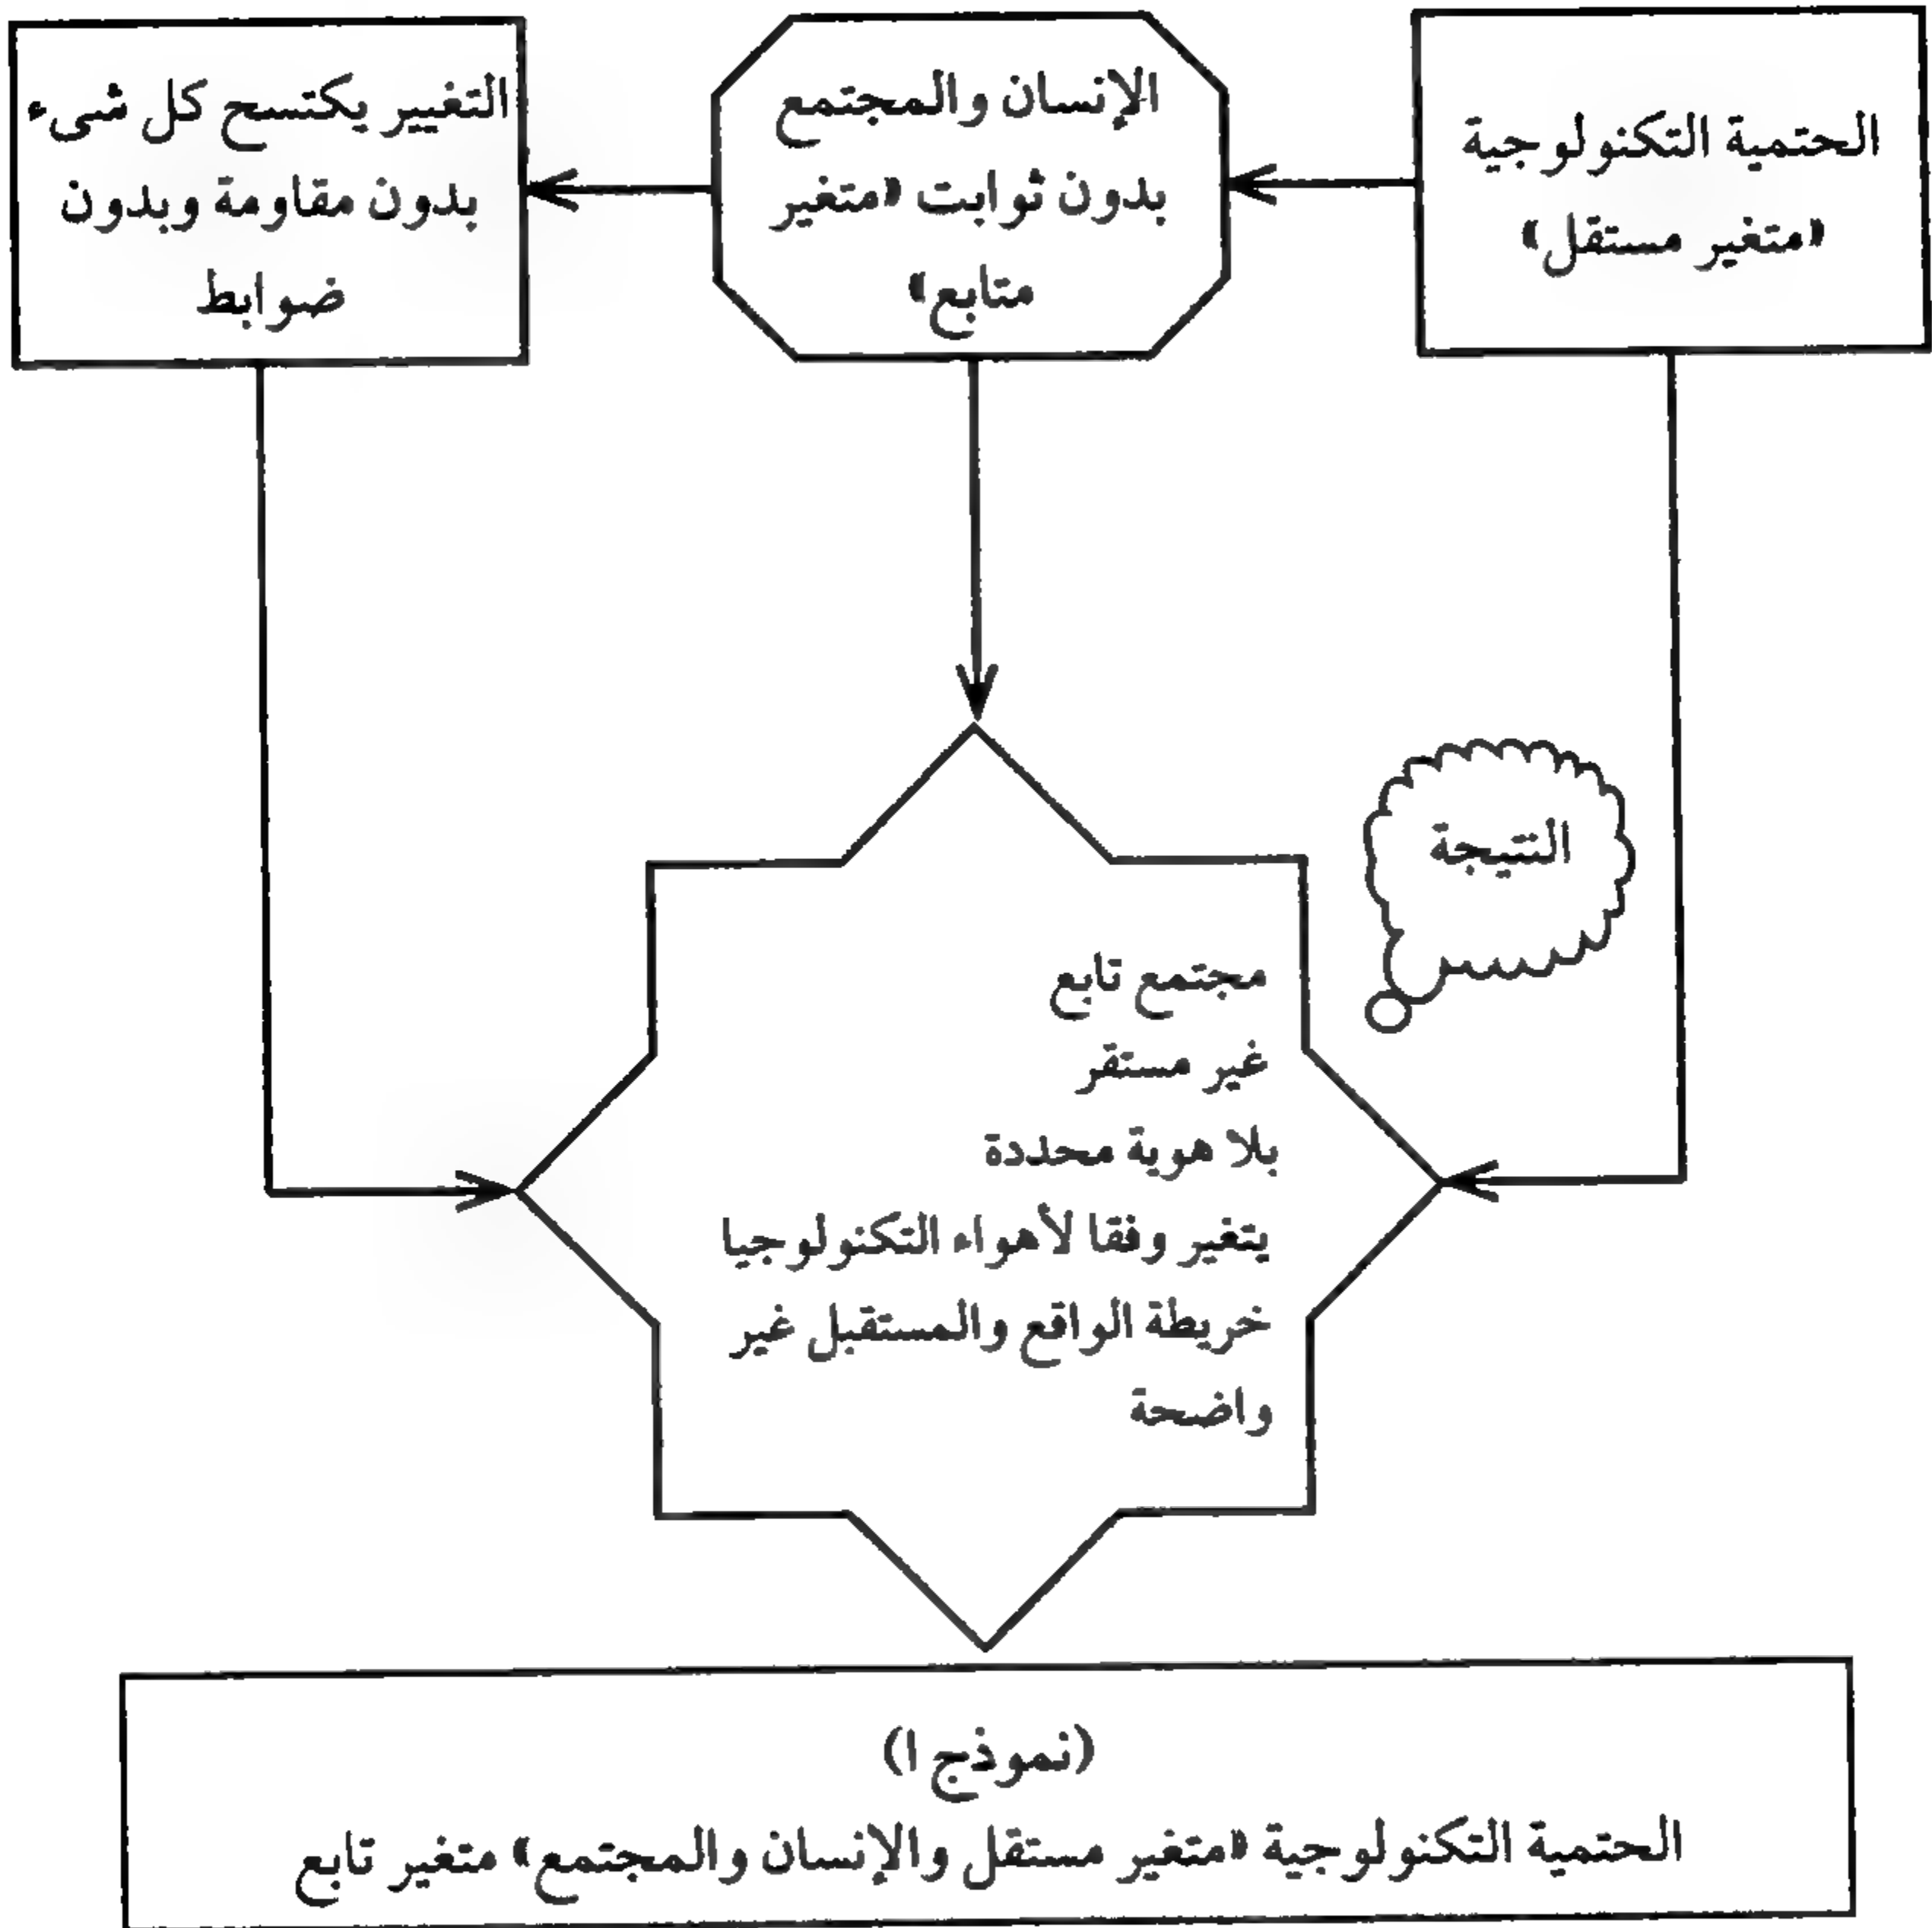 الحتمية التكنولوجية
«متغير مستقل»
الإنسان والمجتمع
بدون ثوابت «متغير
متابع»
التغيير يكتسح كل شىء
بدون مقاومة وبدون
ضوابط
النتيجة
مجتمع تابع
غير مستقر
بلا هوية محددة
يتغير وفقا لأهواء التكنولوجيا
خريطة الواقع والمستقبل غير
واضحة
(نموذج ١)
الحتمية التكنولوجية «متغير مستقل والإنسان والمجتمع» متغير تابع